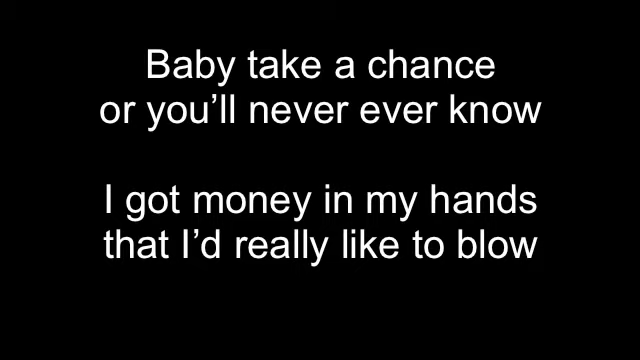 Baby take a chance
or you’ll never ever know
I got money in my hands
that I’d really like to blow